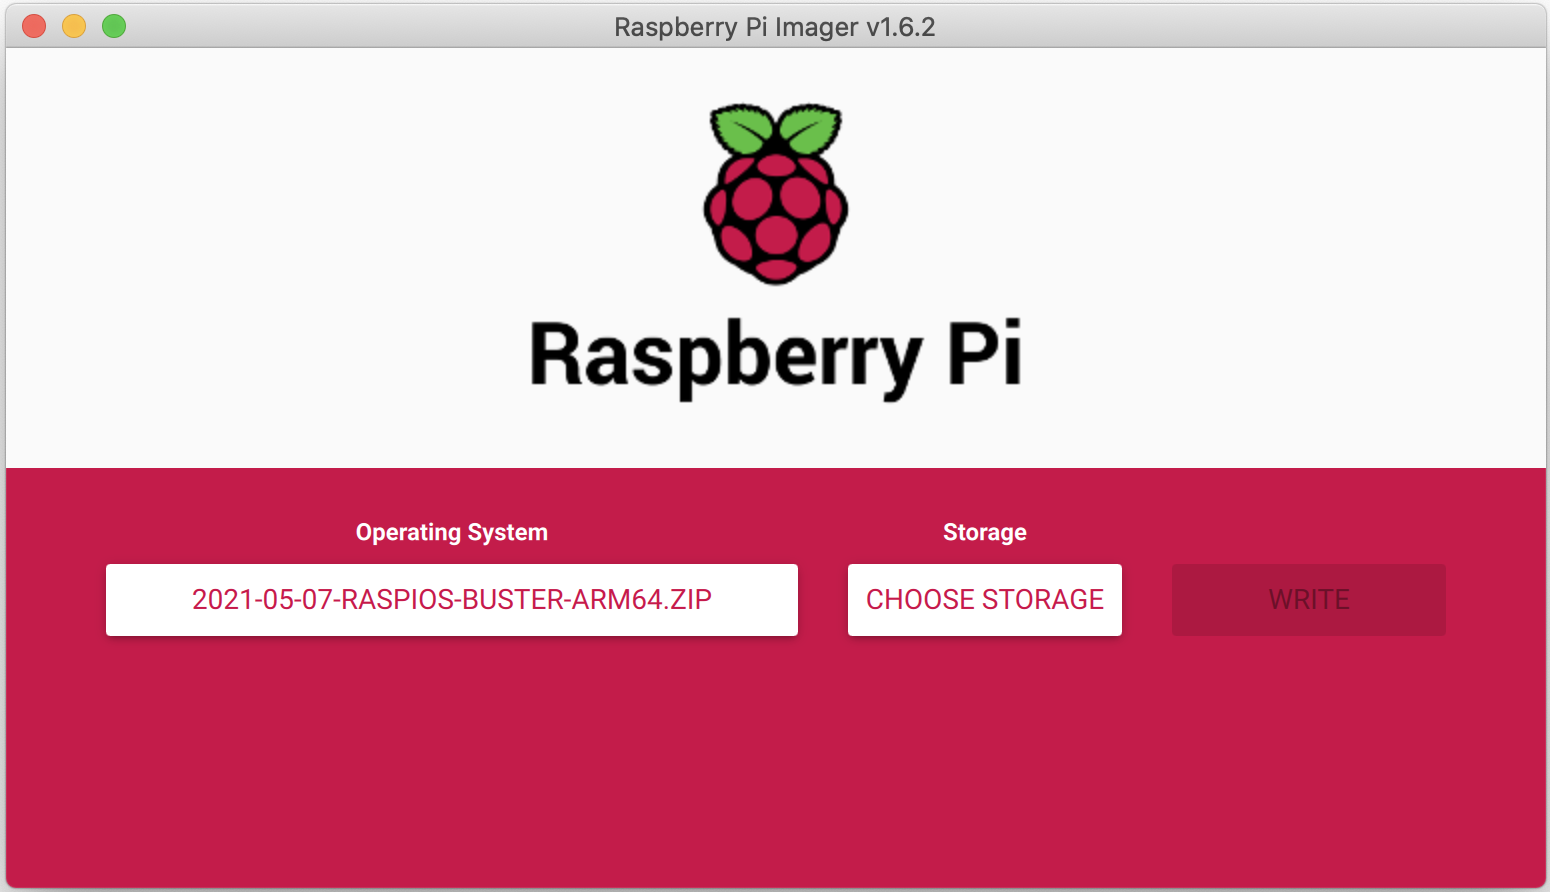 Raspberry Pi Imager v1.6.2
Raspberry Pi
Operating System
Storage
2021-05-07-RASPIOS-BUSTER-ARM64.ZIP
CHOOSE STORAGE
WRITE